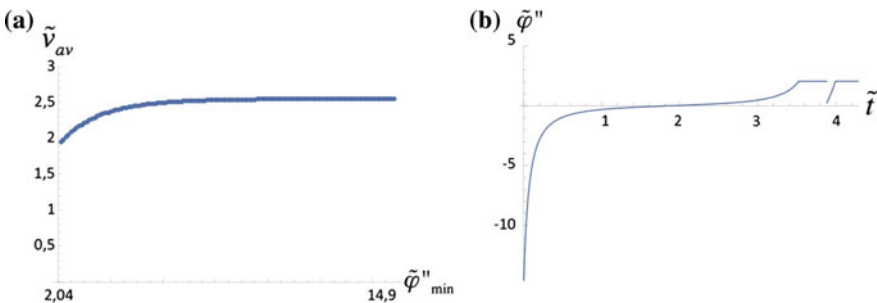 (a) ṽ_av
3
2,5
2
1,5
1
0,5
2,04 14,9 φ̃"_min
(b) φ̃"
5
1 2 3 4 t̃
-5
-10